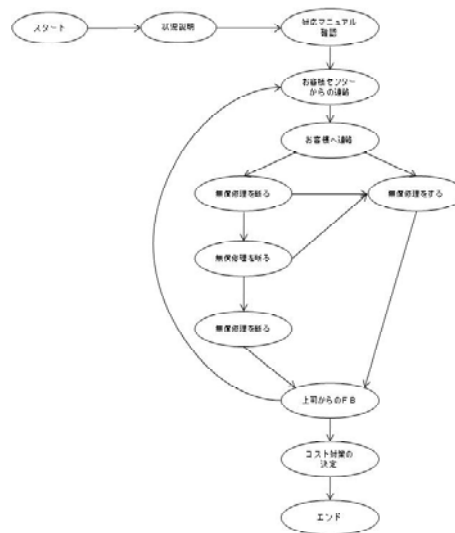 スタート
状況説明
対応マニュアル
確認
お客様センター
からの連絡
お客様へ連絡
無償修理を断る
無償修理をする
無償修理を断る
無償修理を断る
上司からのFB
コスト対策の
決定
エンド